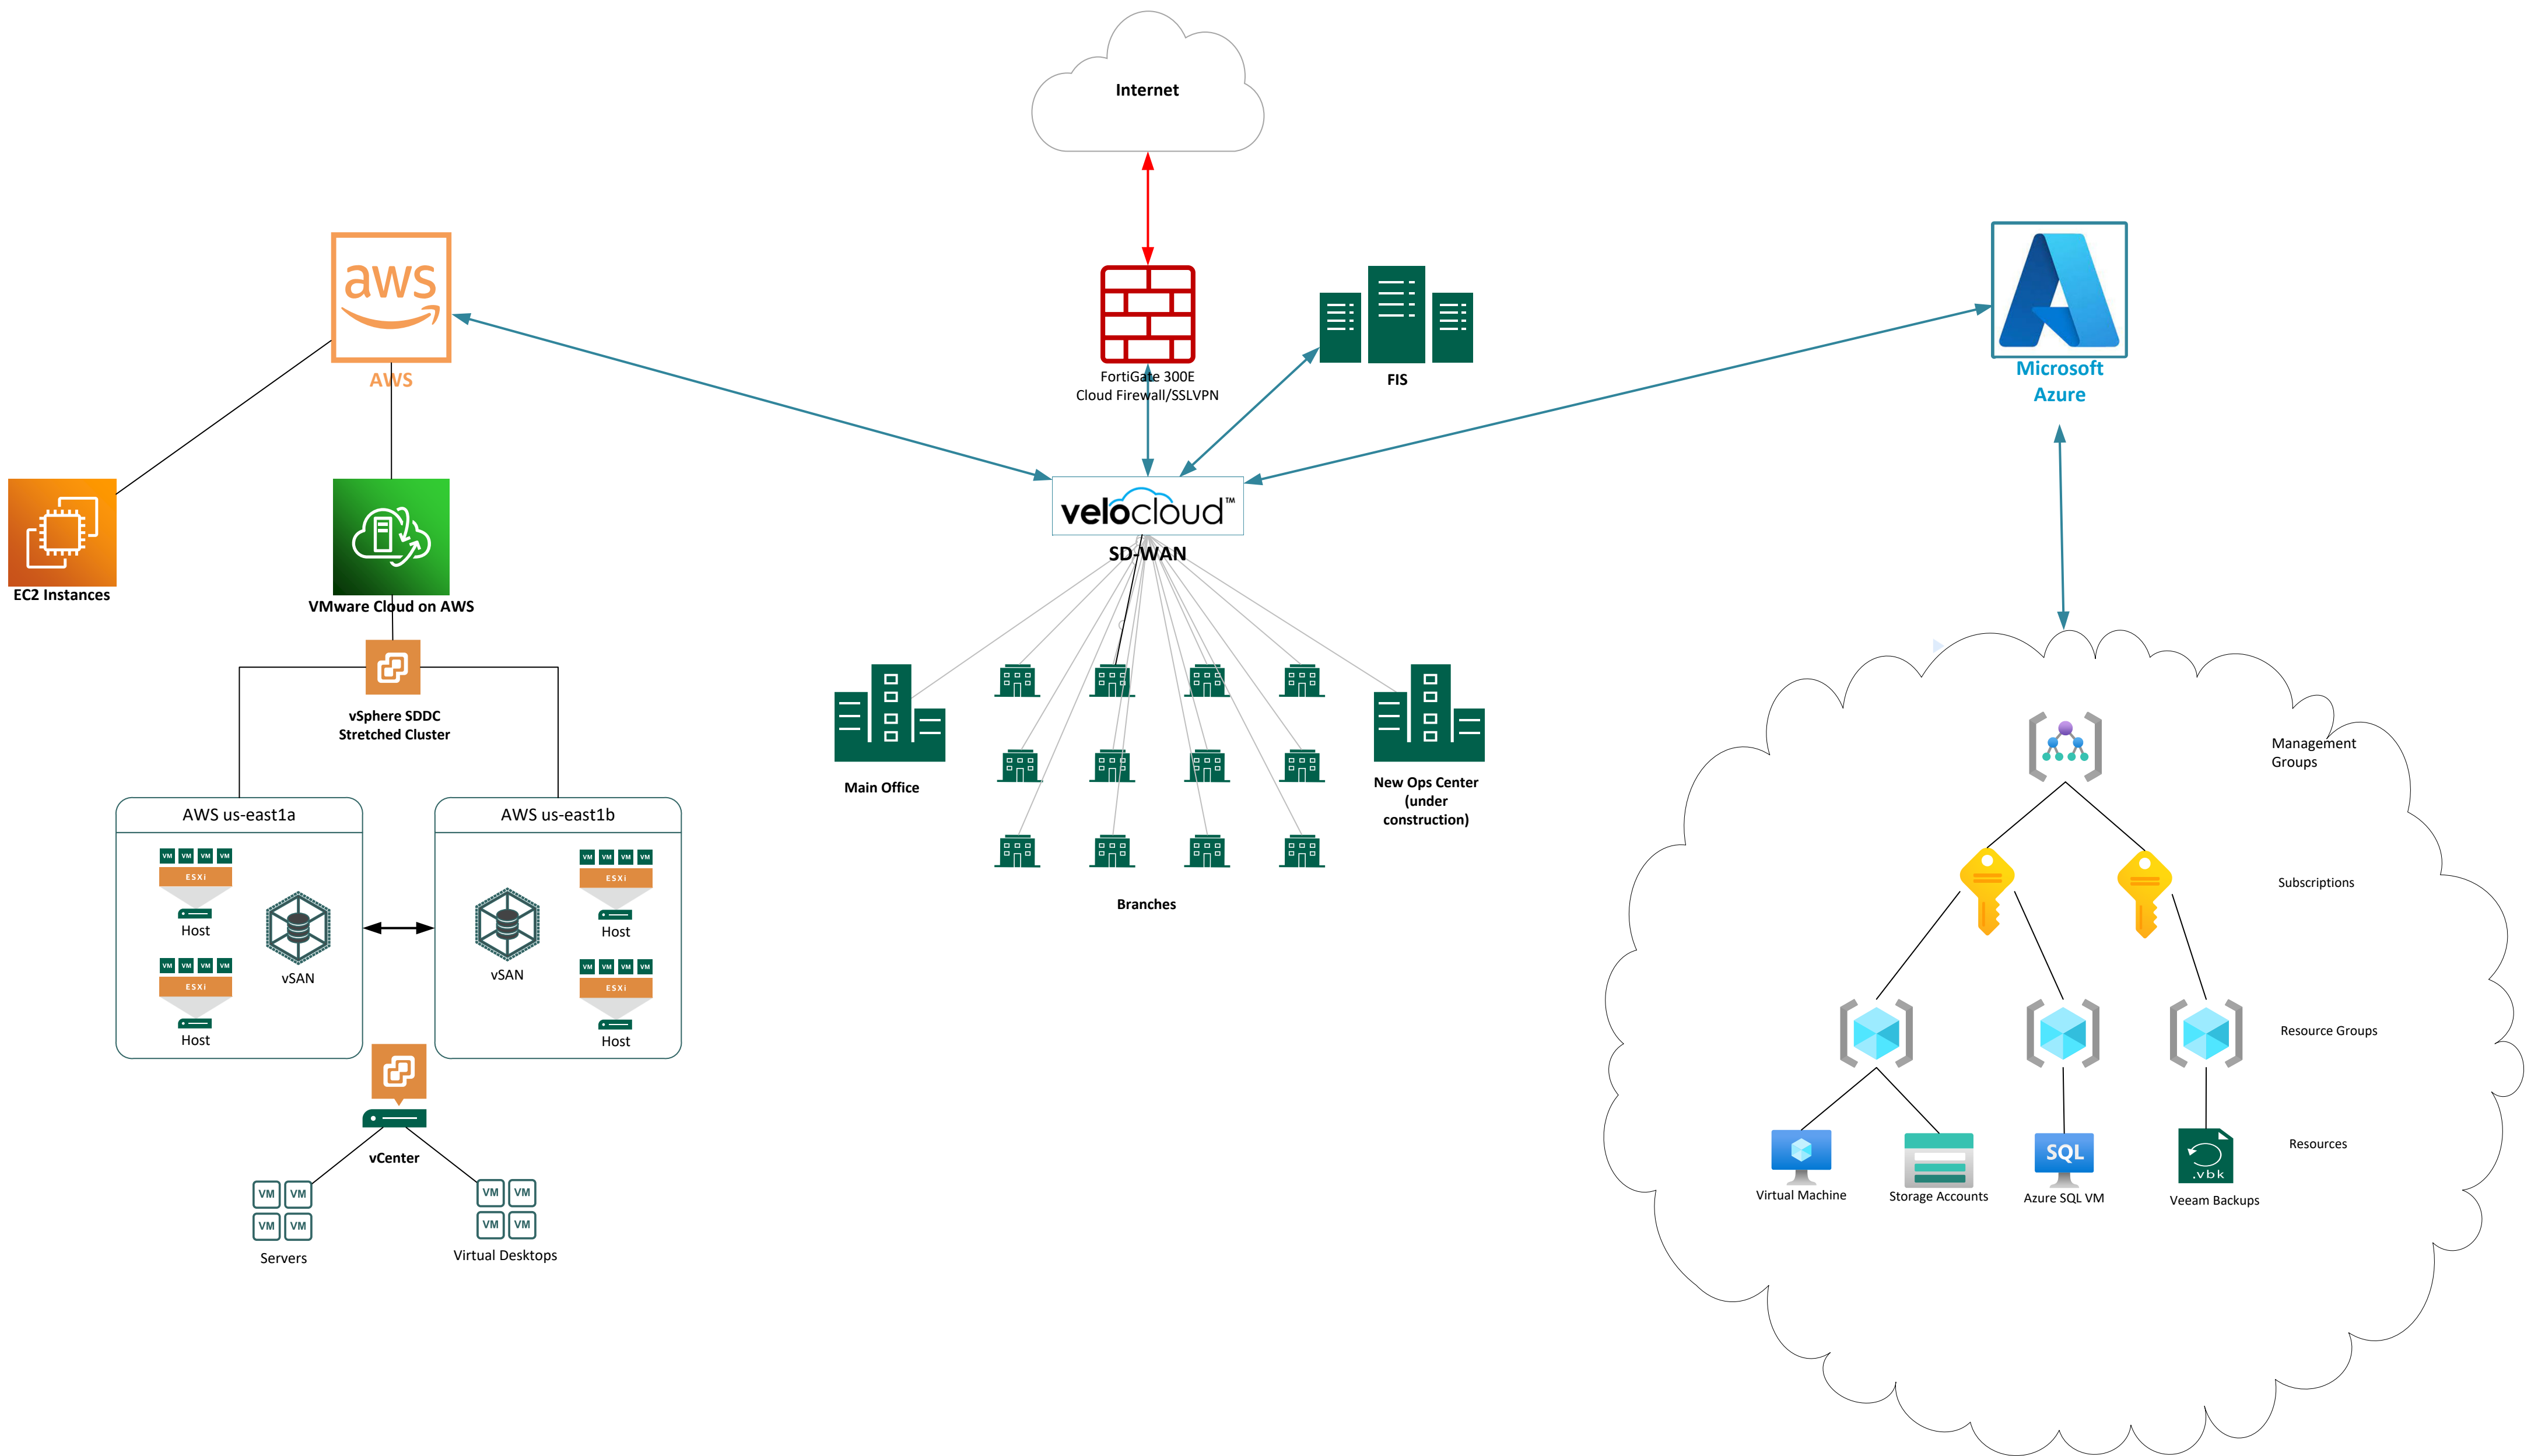 Internet
aws
AWS
FortiGate 300E
Cloud Firewall/SSLVPN
FIS
Microsoft
Azure
velocloud™
SD-WAN
EC2 Instances
VMware Cloud on AWS
vSphere SDDC
Stretched Cluster
AWS us-east1a
VM VM VM VM
ESXi
Host
VM VM VM VM
ESXi
Host
vSAN
AWS us-east1b
VM VM VM VM
ESXi
Host
VM VM VM VM
ESXi
Host
vSAN
vCenter
VM VM
VM VM
Servers
VM VM
VM VM
Virtual Desktops
Main Office
New Ops Center
(under
construction)
Branches
Management
Groups
Subscriptions
Resource Groups
Resources
Virtual Machine
Storage Accounts
SQL
Azure SQL VM
.vbk
Veeam Backups